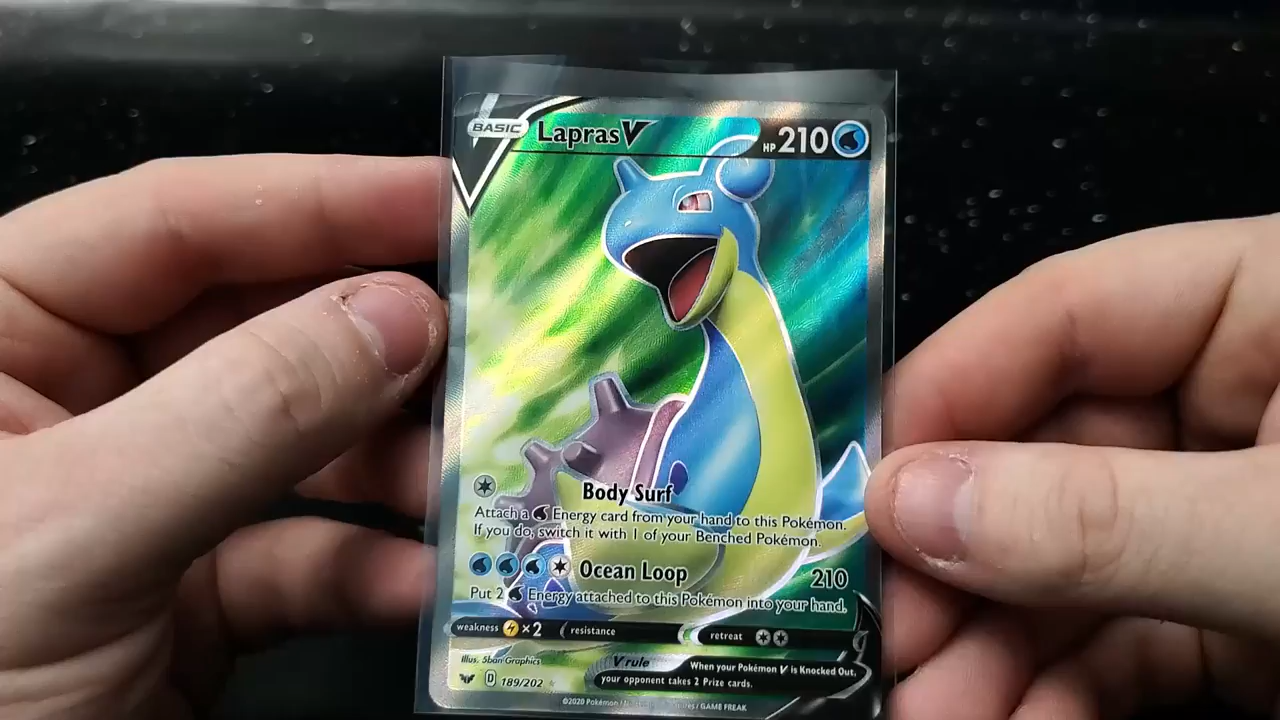 BASIC Lapras V HP 210
Body Surf
Attach a Energy card from your hand to this Pokémon.
If you do, switch it with 1 of your Benched Pokémon.
Ocean Loop 210
Put 2 Energy attached to this Pokémon into your hand.
weakness ×2 resistance retreat
Illus. 5ban Graphics
V rule When your Pokémon V is Knocked Out,
your opponent takes 2 Prize cards.
D 189/202
©2020 Pokémon / GAME FREAK